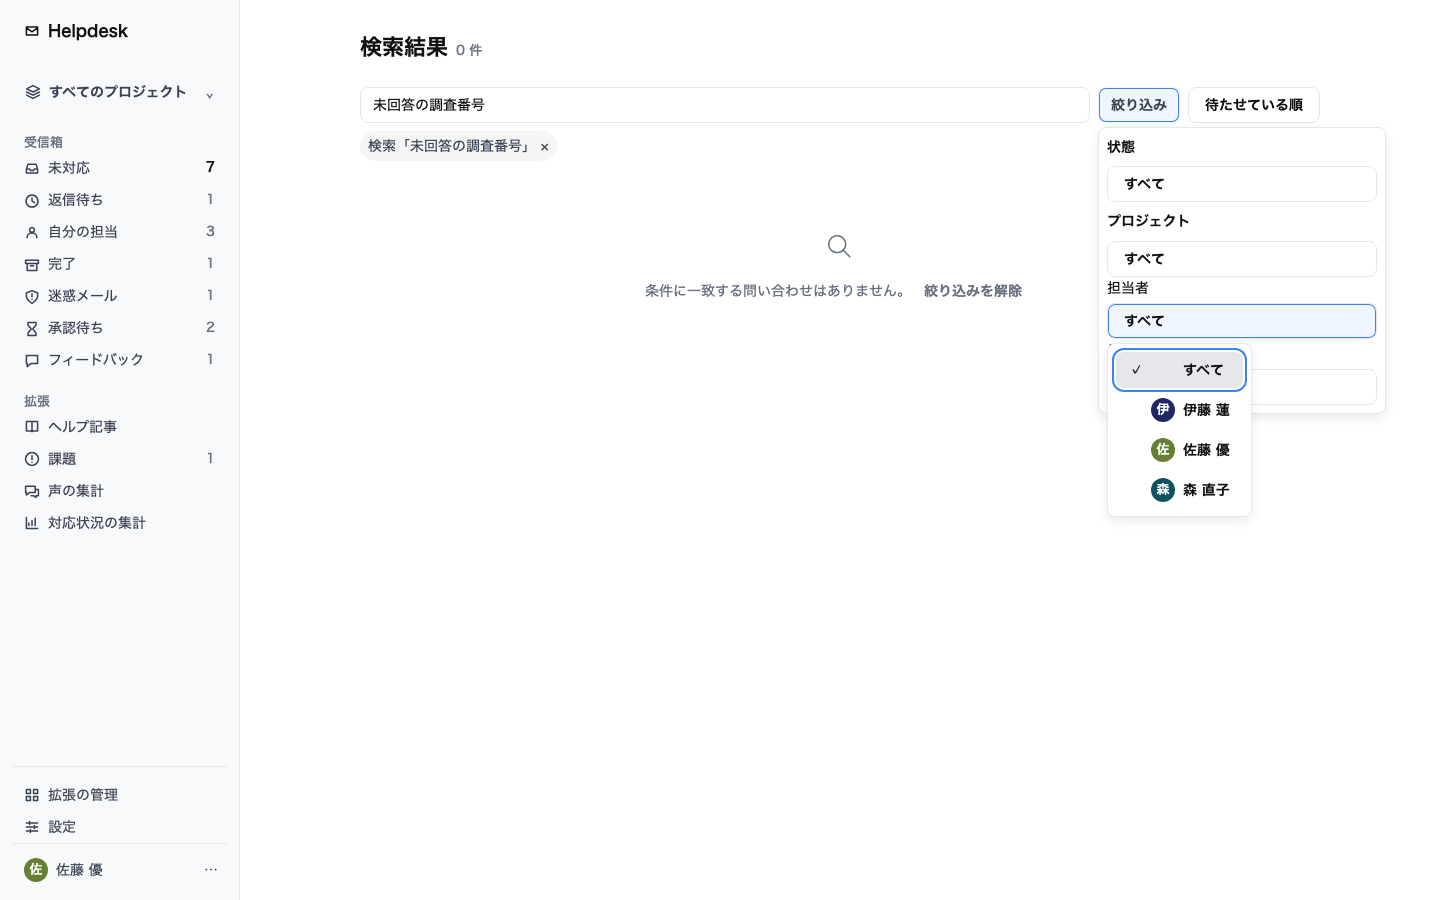 Helpdesk
すべてのプロジェクト
受信箱
未対応 7
返信待ち 1
自分の担当 3
完了 1
迷惑メール 1
承認待ち 2
フィードバック 1
拡張
ヘルプ記事
課題 1
声の集計
対応状況の集計
拡張の管理
設定
佐 佐藤 優
検索結果 0 件
未回答の調査番号
絞り込み
待たせている順
検索「未回答の調査番号」 ×
条件に一致する問い合わせはありません。 絞り込みを解除
状態
すべて
プロジェクト
すべて
担当者
すべて
✓ すべて
伊 伊藤 蓮
佐 佐藤 優
森 森 直子